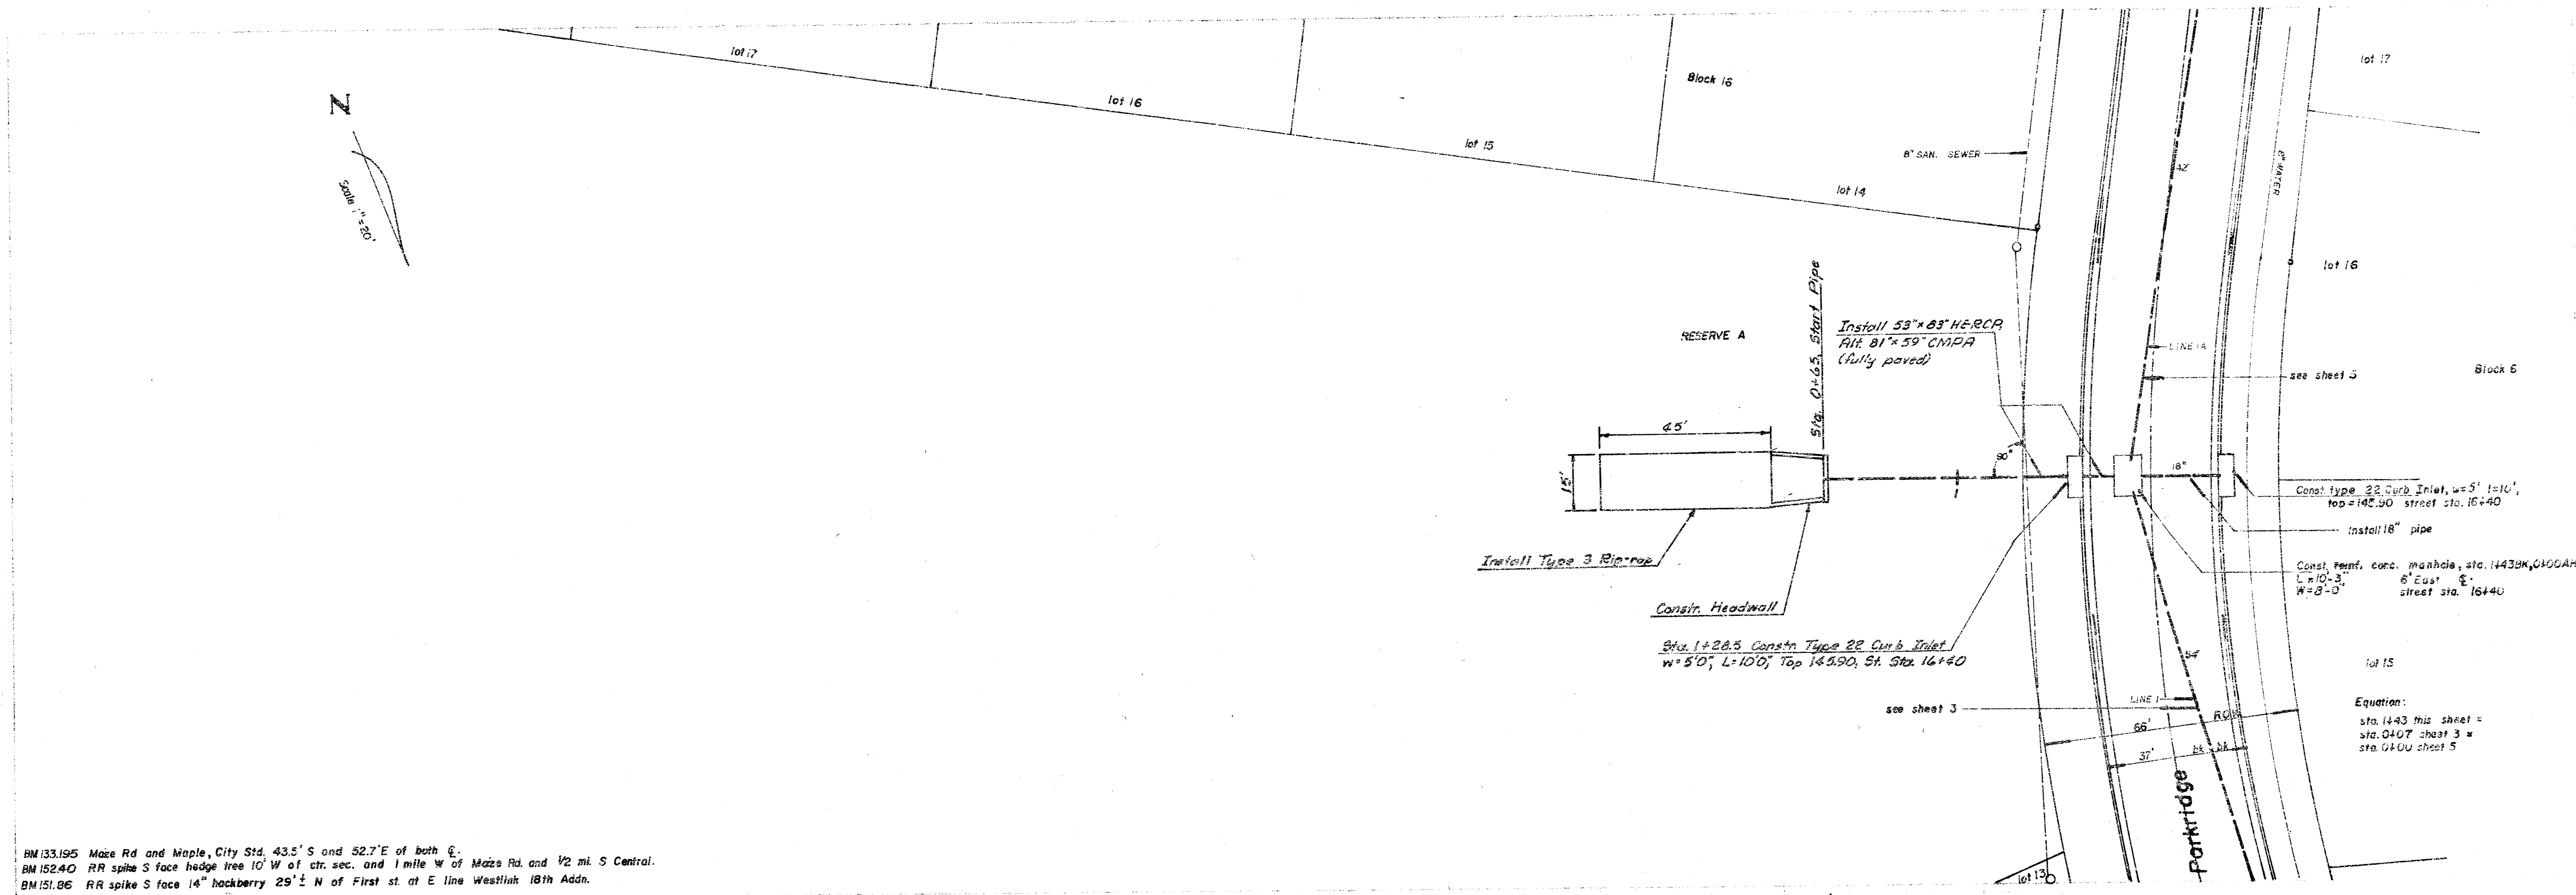 lot 17
lot 16
lot 15
lot 14
Block 16
N
Scale 1"=20'
8" SAN. SEWER
42"
8" WATER
lot 17
lot 16
Block 6
RESERVE A
Sta. 0+65, Start Pipe
Install 53"x83" HERCP,
Alt. 81"x59" CMPA
(fully paved)
LINE 1A
see sheet 5
45'
15'
90°
18"
Const. type 22 Curb Inlet, w=5' l=10',
top=145.90 street sta. 16+40
Install 18" pipe
Install Type 3 Rip-rap
Const. reinf. conc. manhole, sta. 1+43BK, 0+00AH
L=10'-3" 6' East ℄.
W=8'-0" street sta. 16+40
Constr. Headwall
Sta. 1+28.5 Constr. Type 22 Curb Inlet
W=5'0", L=10'0", Top 145.90, St. Sta. 16+40
54"
lot 15
see sheet 3
LINE 1
66' ROW
37' bk - bk
Equation:
sta. 1+43 this sheet =
sta. 0+07 sheet 3 =
sta. 0+00 sheet 5
Parkridge
lot 13
BM 133.195 Maize Rd and Maple, City Std. 43.5' S and 52.7' E of both ℄.
BM 152.40 RR spike S face hedge tree 10' W of ctr. sec. and 1 mile W of Maize Rd. and 1/2 mi. S Central.
BM 151.86 RR spike S face 14" hackberry 29'± N of First st. at E line Westlink 18th Addn.